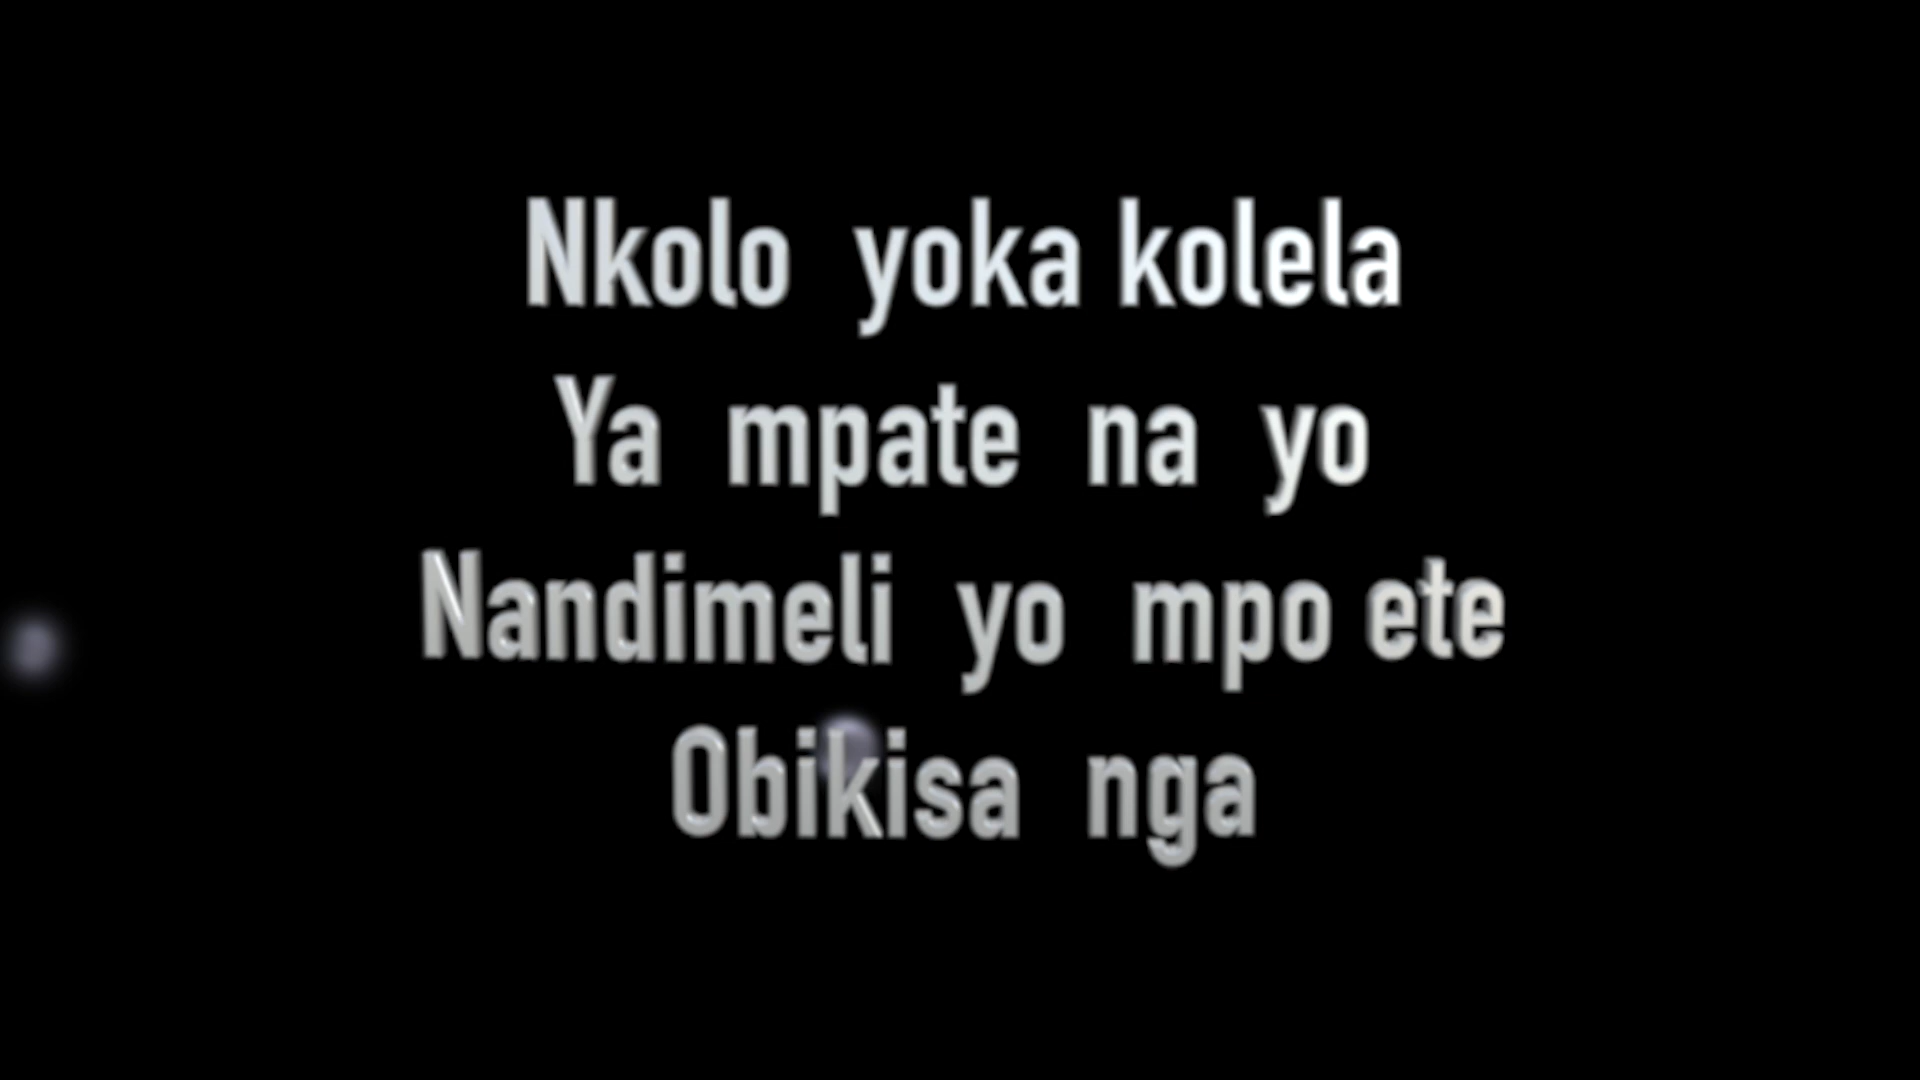 Nkolo yoka kolela
Ya mpate na yo
Nandimeli yo mpo ete
Obikisa nga